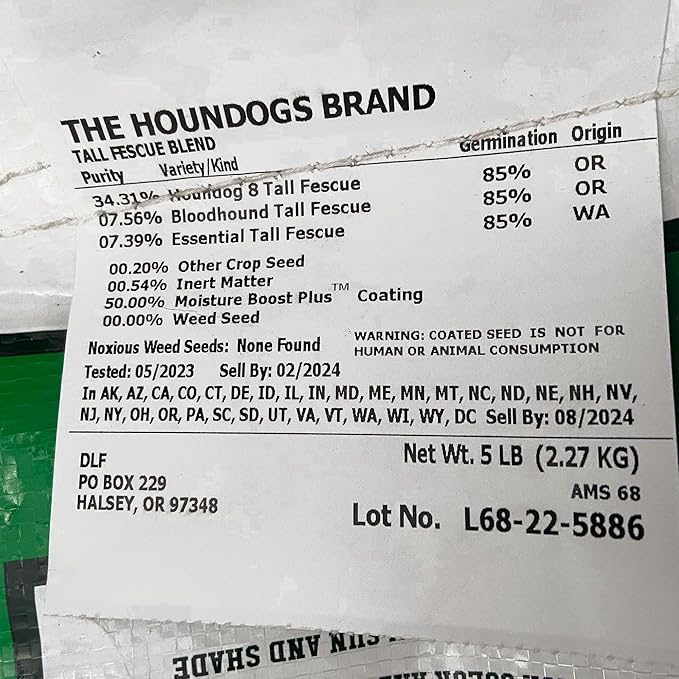 THE HOUNDOGS BRAND
TALL FESCUE BLEND
Purity Variety/Kind Germination Origin
34.31% Houndog 8 Tall Fescue 85% OR
07.56% Bloodhound Tall Fescue 85% OR
07.39% Essential Tall Fescue 85% WA
00.20% Other Crop Seed
00.54% Inert Matter
50.00% Moisture Boost Plus™ Coating
00.00% Weed Seed
Noxious Weed Seeds: None Found
WARNING: COATED SEED IS NOT FOR
HUMAN OR ANIMAL CONSUMPTION
Tested: 05/2023 Sell By: 02/2024
In AK, AZ, CA, CO, CT, DE, ID, IL, IN, MD, ME, MN, MT, NC, ND, NE, NH, NV,
NJ, NY, OH, OR, PA, SC, SD, UT, VA, VT, WA, WI, WY, DC Sell By: 08/2024
DLF
PO BOX 229
HALSEY, OR 97348
Net Wt. 5 LB (2.27 KG)
AMS 68
Lot No. L68-22-5886
SUN AND SHADE